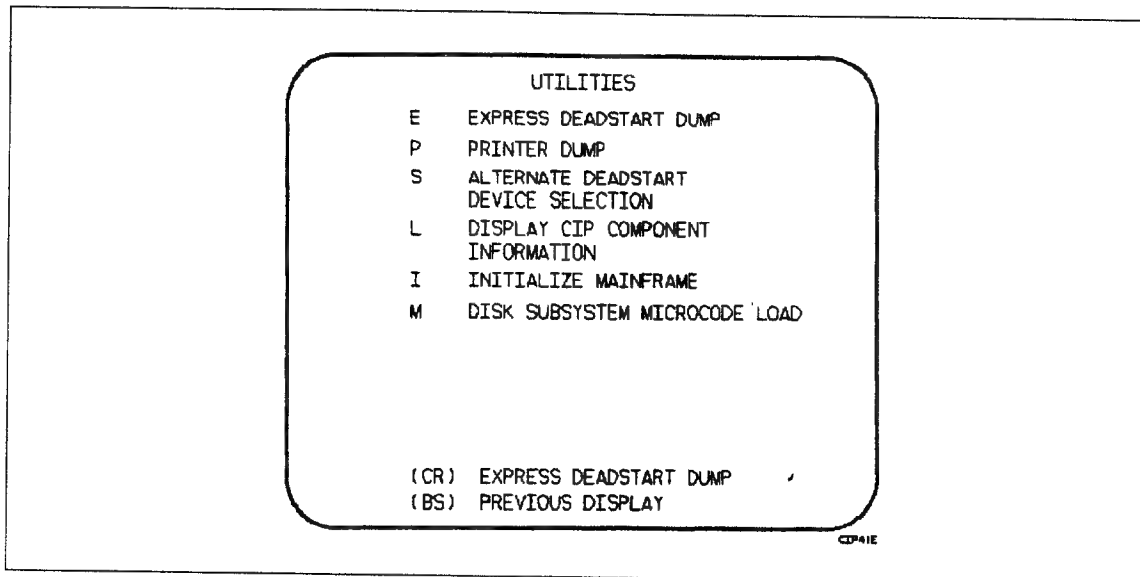 UTILITIES
E EXPRESS DEADSTART DUMP
P PRINTER DUMP
S ALTERNATE DEADSTART
DEVICE SELECTION
L DISPLAY CIP COMPONENT
INFORMATION
I INITIALIZE MAINFRAME
M DISK SUBSYSTEM MICROCODE LOAD
(CR) EXPRESS DEADSTART DUMP
(BS) PREVIOUS DISPLAY
CIP41E